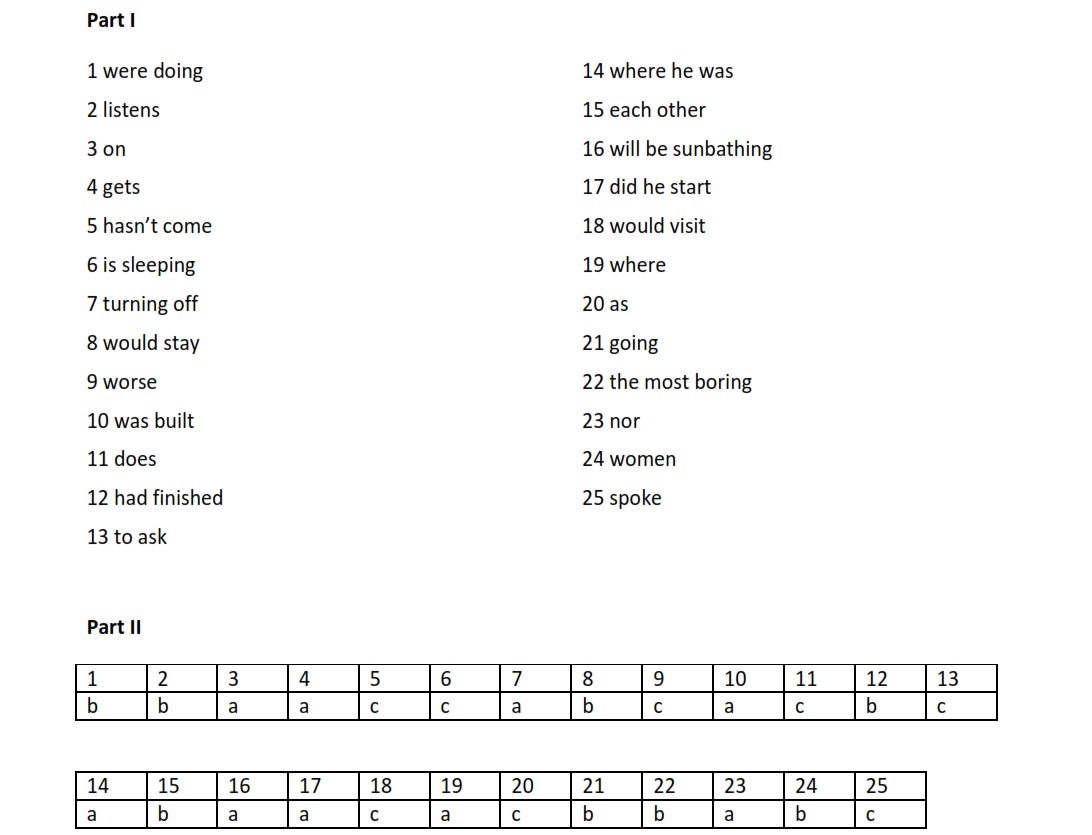 Part I
1 were doing
2 listens
3 on
4 gets
5 hasn’t come
6 is sleeping
7 turning off
8 would stay
9 worse
10 was built
11 does
12 had finished
13 to ask
14 where he was
15 each other
16 will be sunbathing
17 did he start
18 would visit
19 where
20 as
21 going
22 the most boring
23 nor
24 women
25 spoke
Part II
1 2 3 4 5 6 7 8 9 10 11 12 13
b b a a c c a b c a c b c
14 15 16 17 18 19 20 21 22 23 24 25
a b a a c a c b b a b c